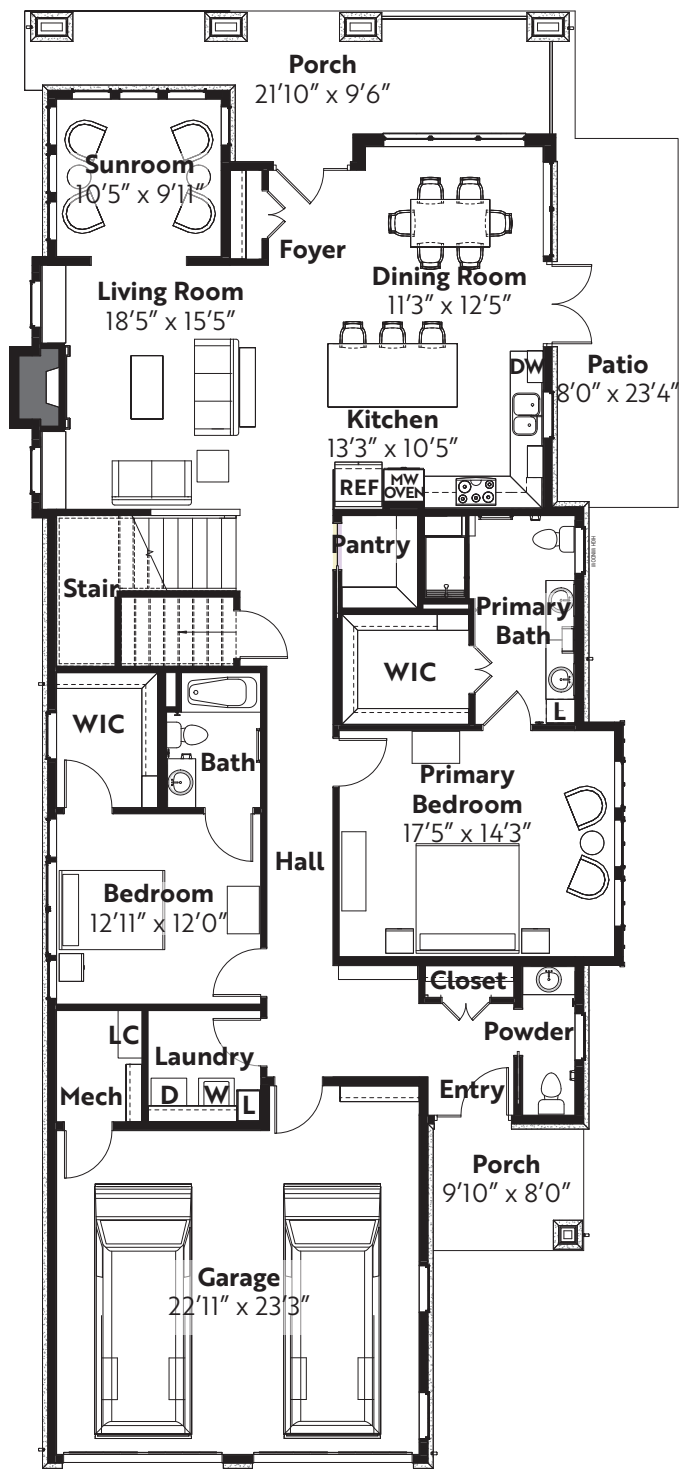 Porch
21'10" x 9'6"
Sunroom
10'5" x 9'11"
Foyer
Living Room
18'5" x 15'5"
Dining Room
11'3" x 12'5"
DW
Patio
8'0" x 23'4"
Kitchen
13'3" x 10'5"
REF
MW
OVEN
Pantry
Stair
Primary
Bath
WIC
L
WIC
Bath
Primary
Bedroom
17'5" x 14'3"
Hall
Bedroom
12'11" x 12'0"
Closet
LC
Laundry
Powder
D
W
L
Mech
Entry
Porch
9'10" x 8'0"
Garage
22'11" x 23'3"